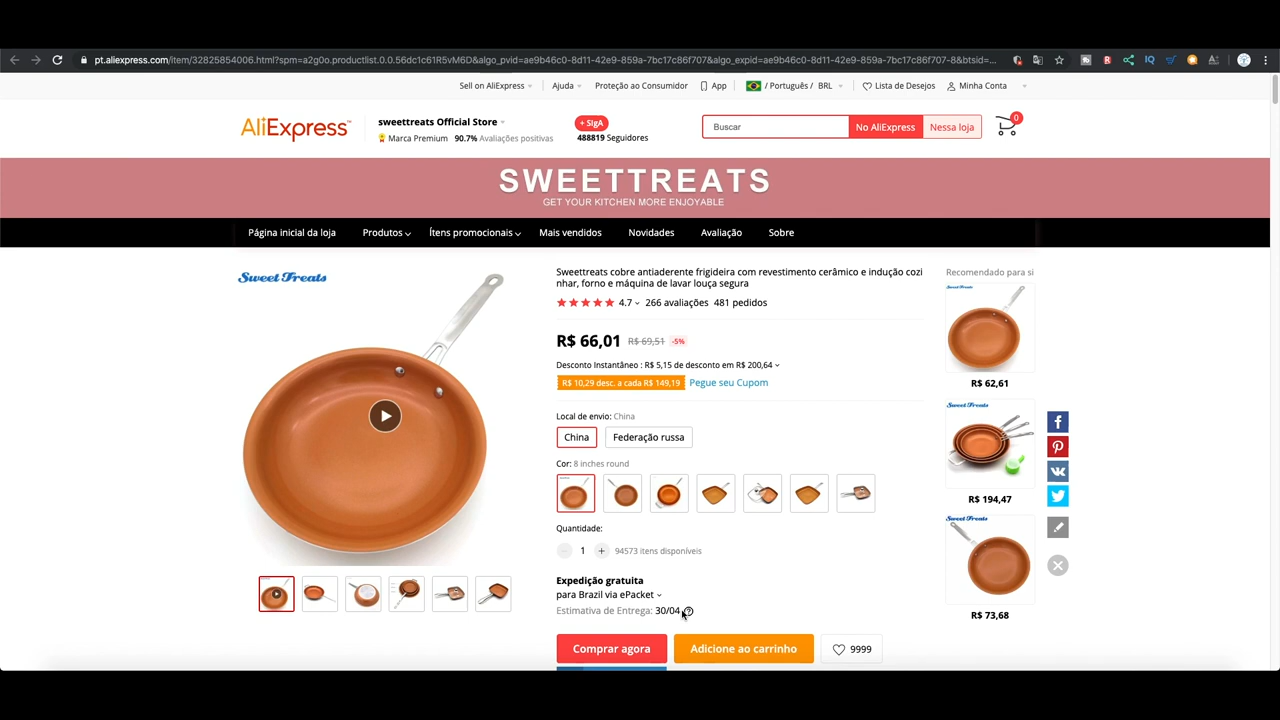 pt.aliexpress.com/item/32825854006.html?spm=a2g0o.productlist.0.0.56dc1c61R5vM6D&algo_pvid=ae9b46c0-8d11-42e9-859a-7bc17c86f707&algo_expid=ae9b46c0-8d11-42e9-859a-7bc17c86f707-8&btsid=...
Sell on AliExpress Ajuda Proteção ao Consumidor App / Português / BRL Lista de Desejos Minha Conta
AliExpress
sweettreats Official Store
Marca Premium 90.7% Avaliações positivas
+ SIgA
488819 Seguidores
Buscar No AliExpress Nessa loja 0
SWEETTREATS
GET YOUR KITCHEN MORE ENJOYABLE
Página inicial da loja Produtos Ítens promocionais Mais vendidos Novidades Avaliação Sobre
Sweet Treats
Sweettreats cobre antiaderente frigideira com revestimento cerâmico e indução cozi
nhar, forno e máquina de lavar louça segura
4.7 266 avaliações 481 pedidos
R$ 66,01 R$ 69,51 -5%
Desconto Instantâneo : R$ 5,15 de desconto em R$ 200,64
R$ 10,29 desc. a cada R$ 149,19 Pegue seu Cupom
Local de envio: China
China Federação russa
Cor: 8 inches round
Quantidade:
1 94573 itens disponíveis
Expedição gratuita
para Brazil via ePacket
Estimativa de Entrega: 30/04
Comprar agora Adicione ao carrinho 9999
Recomendado para si
Sweet Treats
R$ 62,61
Sweet Treats
R$ 194,47
Sweet Treats
R$ 73,68